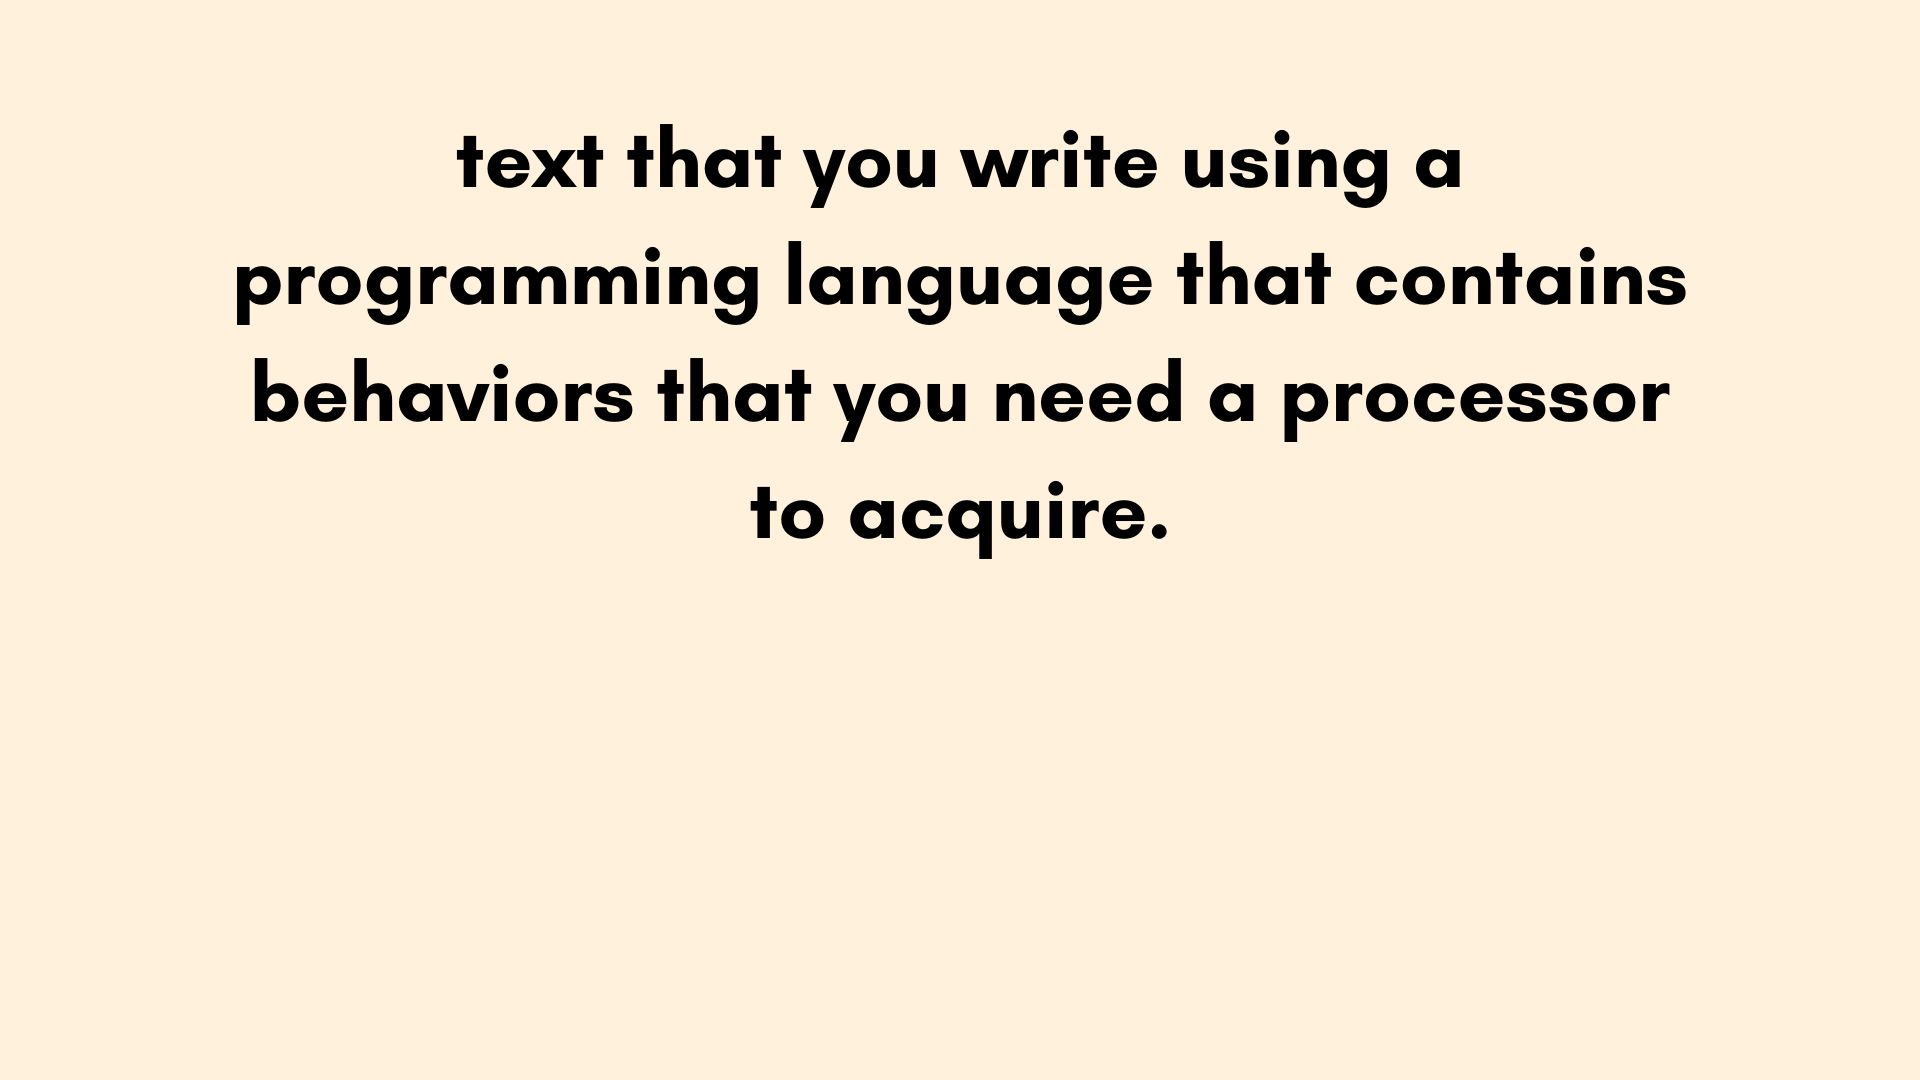 text that you write using a
programming language that contains
behaviors that you need a processor
to acquire.